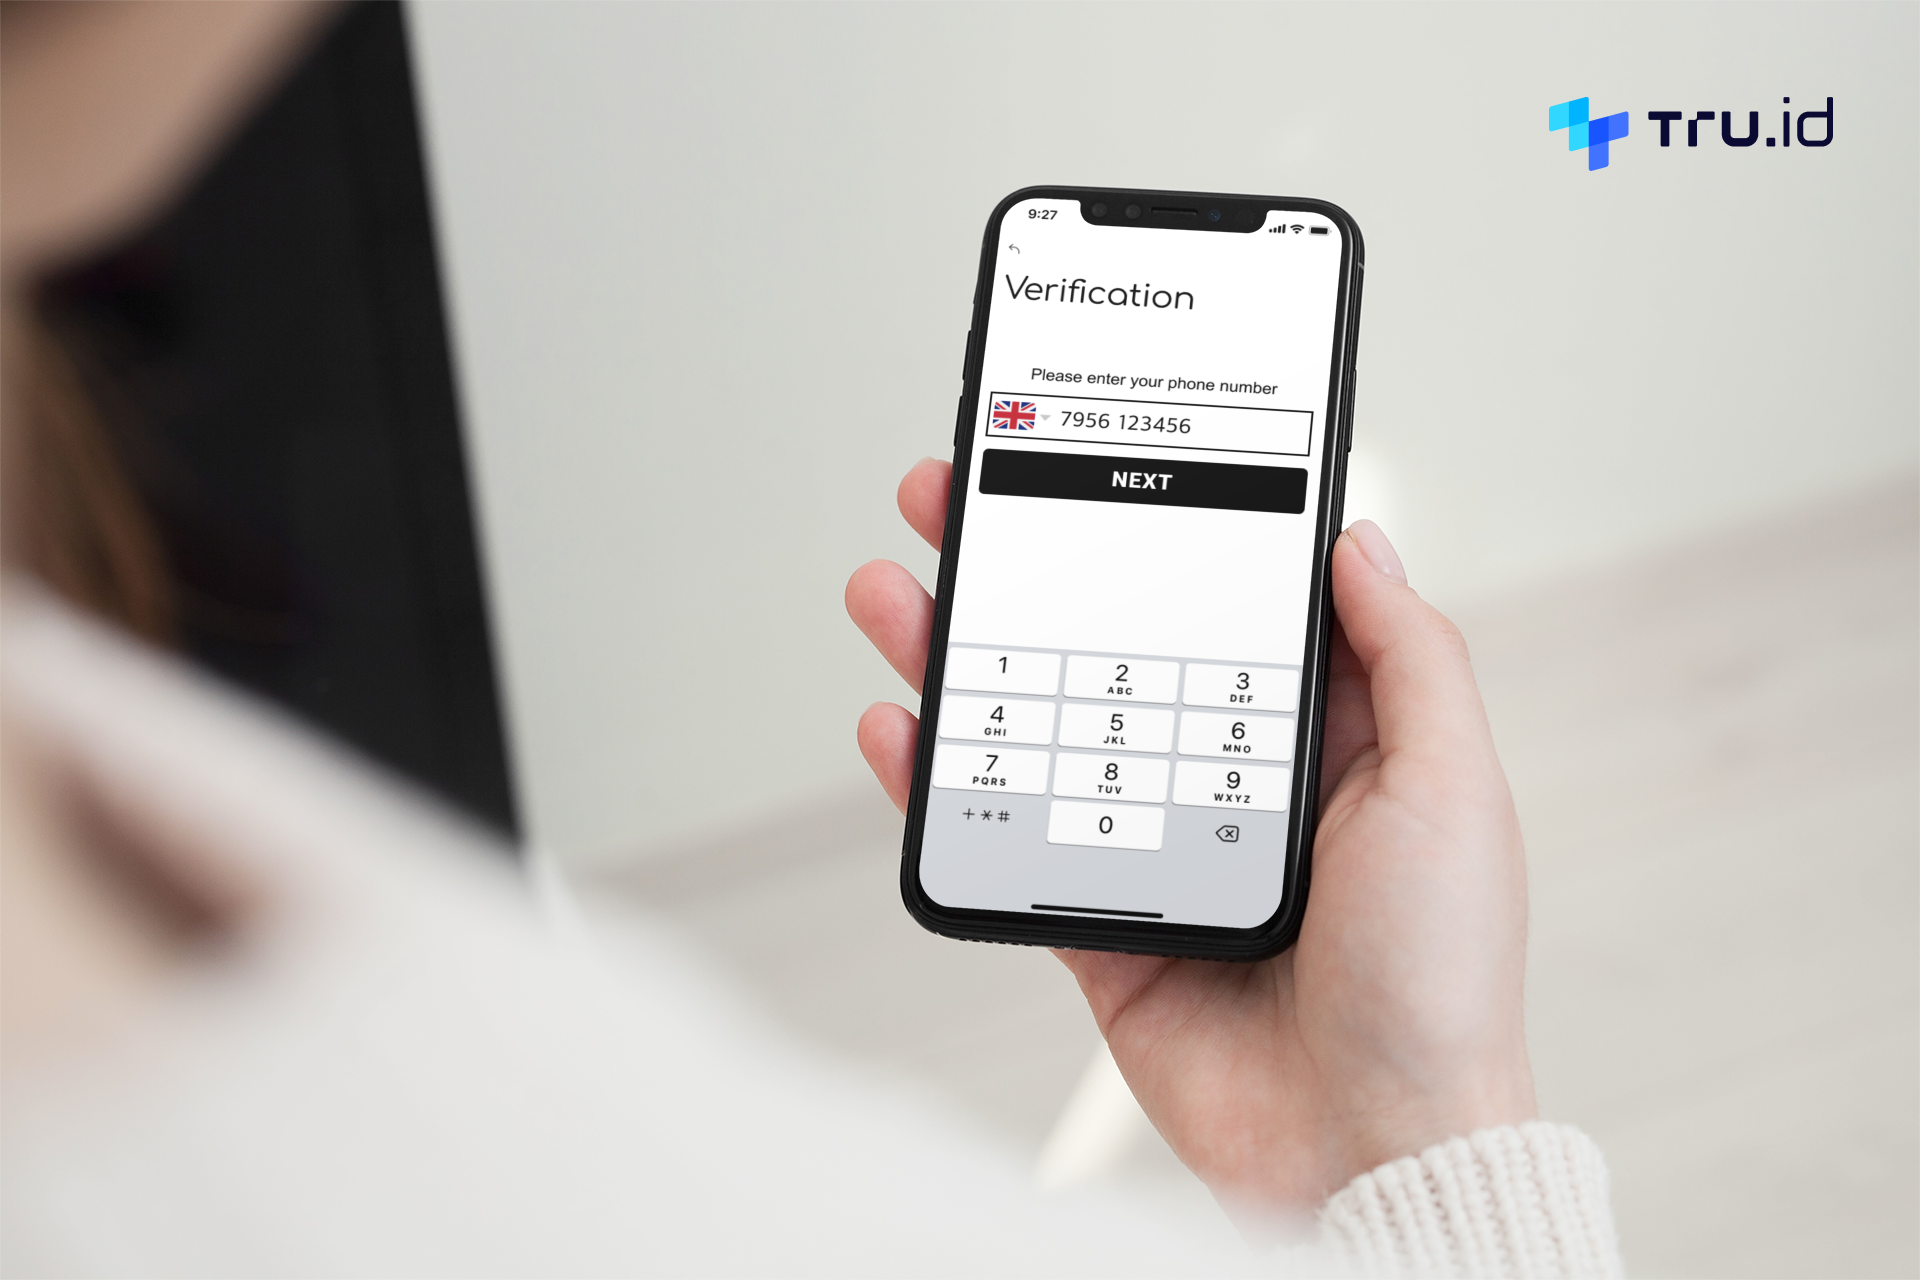 Tru.id
9:27
Verification
Please enter your phone number
7956 123456
NEXT
1
2
ABC
3
DEF
4
GHI
5
JKL
6
MNO
7
PQRS
8
TUV
9
WXYZ
+*#
0